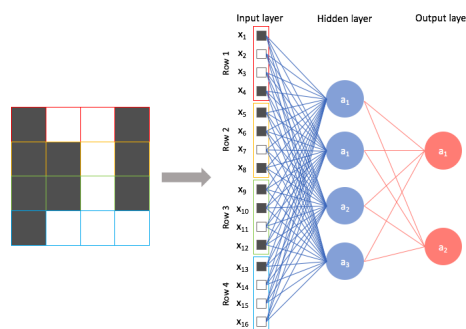 Input layer
Hidden layer
Output laye
Row 1
x1
x2
x3
x4
Row 2
x5
x6
x7
x8
Row 3
x9
x10
x11
x12
Row 4
x13
x14
x15
x16
a1
a1
a2
a3
a1
a2